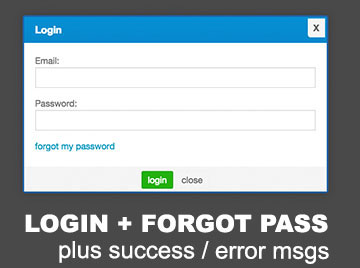 Login X
Email:
Password:
forgot my password
login close
LOGIN + FORGOT PASS
plus success / error msgs